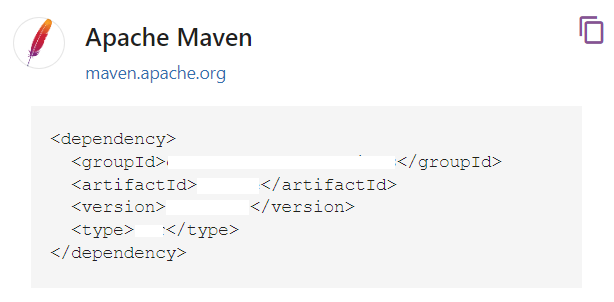 Apache Maven
maven.apache.org
<dependency>
<groupId></groupId>
<artifactId></artifactId>
<version></version>
<type></type>
</dependency>